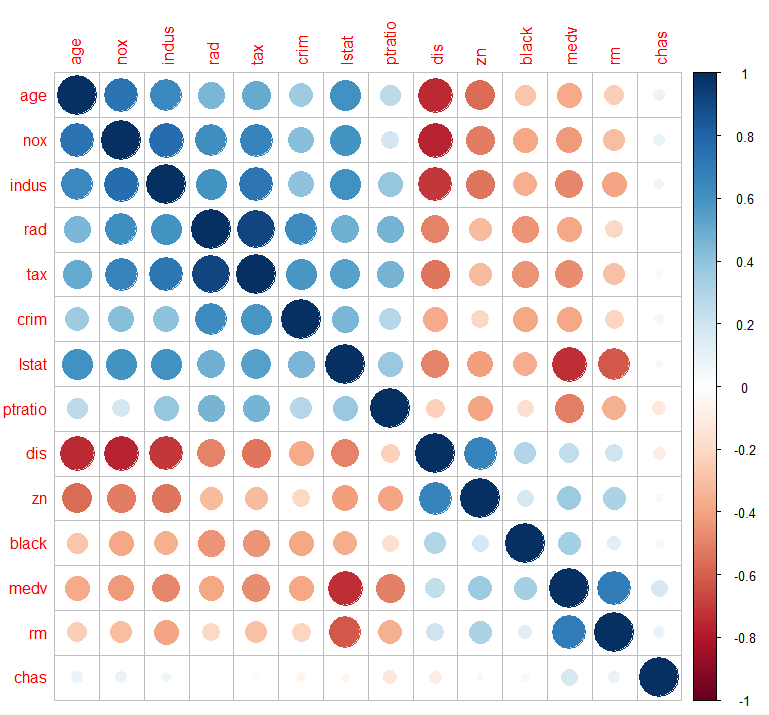 age nox indus rad tax crim lstat ptratio dis zn black medv rm chas
age
nox
indus
rad
tax
crim
lstat
ptratio
dis
zn
black
medv
rm
chas
1
0.8
0.6
0.4
0.2
0
-0.2
-0.4
-0.6
-0.8
-1